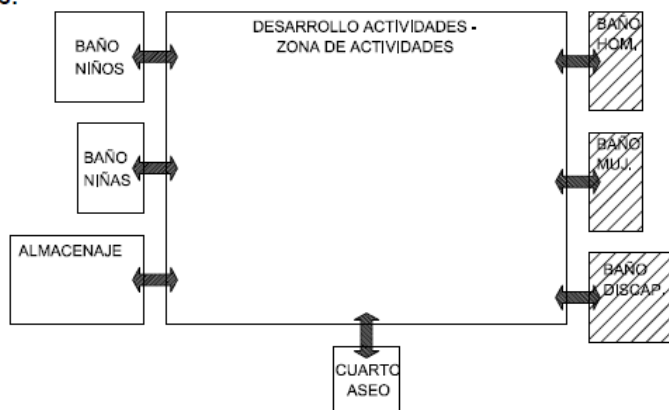 BAÑO
NIÑOS
DESARROLLO ACTIVIDADES -
ZONA DE ACTIVIDADES
BAÑO
HOM.
BAÑO
NIÑAS
BAÑO
MUJ.
ALMACENAJE
BAÑO
DISCAP.
CUARTO
ASEO